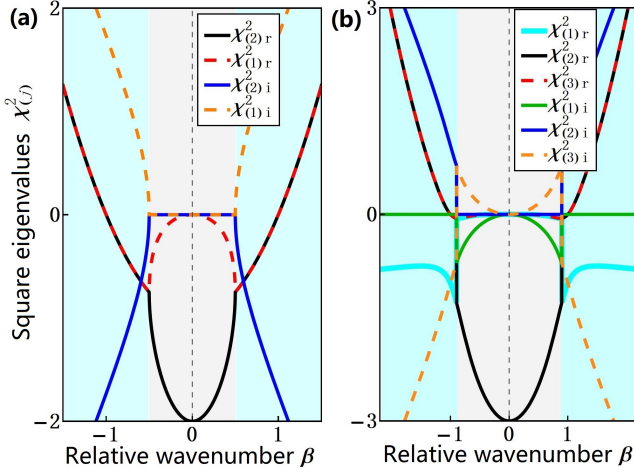 (a)
2
χ²(2) r
χ²(1) r
χ²(2) i
χ²(1) i
Square eigenvalues χ²(j)
0
−2
−1 0 1
Relative wavenumber β
(b)
3
χ²(1) r
χ²(2) r
χ²(3) r
χ²(1) i
χ²(2) i
χ²(3) i
0
−3
−1 0 1
Relative wavenumber β